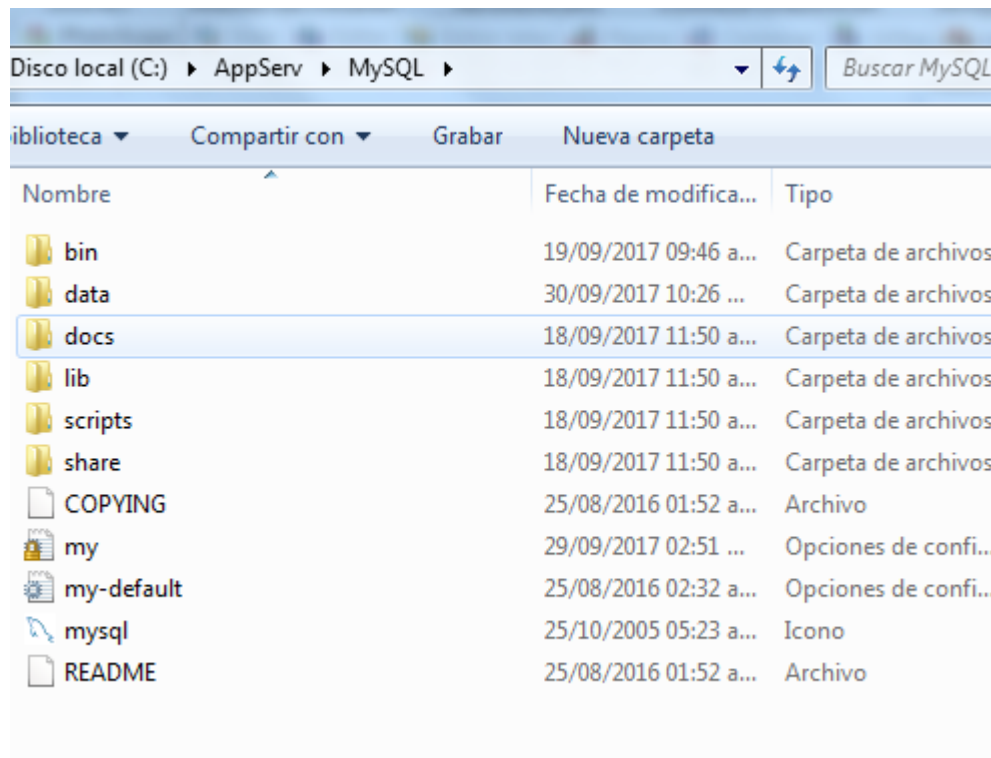 Disco local (C:) AppServ MySQL Buscar MySQL
iblioteca Compartir con Grabar Nueva carpeta
Nombre Fecha de modifica... Tipo
bin 19/09/2017 09:46 a... Carpeta de archivos
data 30/09/2017 10:26 ... Carpeta de archivos
docs 18/09/2017 11:50 a... Carpeta de archivos
lib 18/09/2017 11:50 a... Carpeta de archivos
scripts 18/09/2017 11:50 a... Carpeta de archivos
share 18/09/2017 11:50 a... Carpeta de archivos
COPYING 25/08/2016 01:52 a... Archivo
my 29/09/2017 02:51 ... Opciones de confi...
my-default 25/08/2016 02:32 a... Opciones de confi...
mysql 25/10/2005 05:23 a... Icono
README 25/08/2016 01:52 a... Archivo